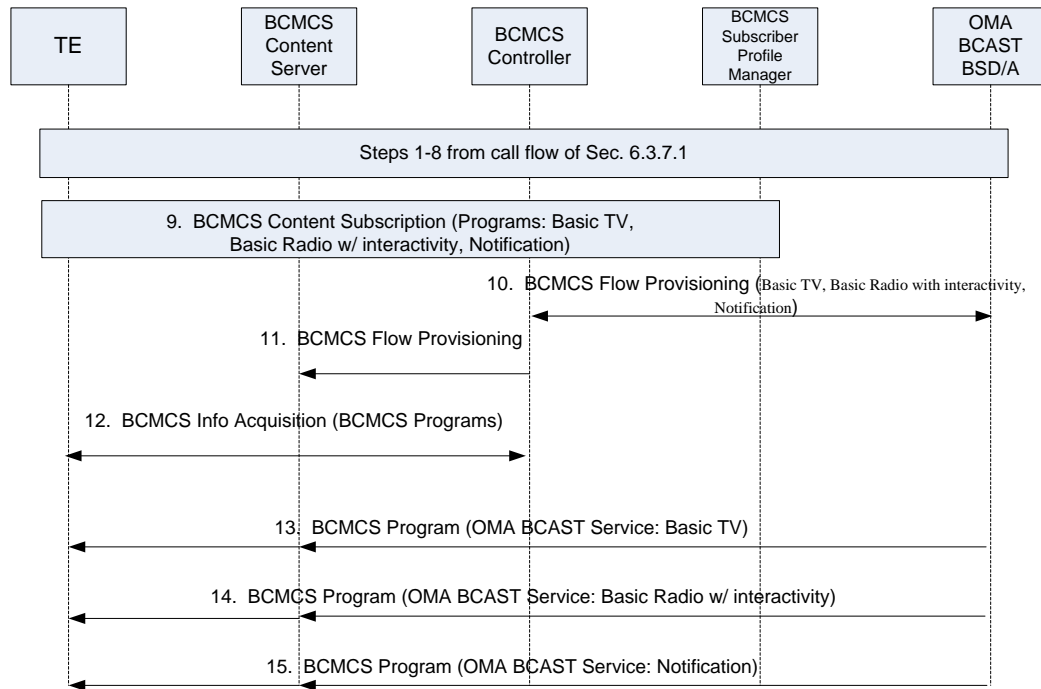 TE
BCMCS
Content
Server
BCMCS
Controller
BCMCS
Subscriber
Profile
Manager
OMA
BCAST
BSD/A
Steps 1-8 from call flow of Sec. 6.3.7.1
9. BCMCS Content Subscription (Programs: Basic TV,
Basic Radio w/ interactivity, Notification)
10. BCMCS Flow Provisioning (Basic TV, Basic Radio with interactivity,
Notification)
11. BCMCS Flow Provisioning
12. BCMCS Info Acquisition (BCMCS Programs)
13. BCMCS Program (OMA BCAST Service: Basic TV)
14. BCMCS Program (OMA BCAST Service: Basic Radio w/ interactivity)
15. BCMCS Program (OMA BCAST Service: Notification)